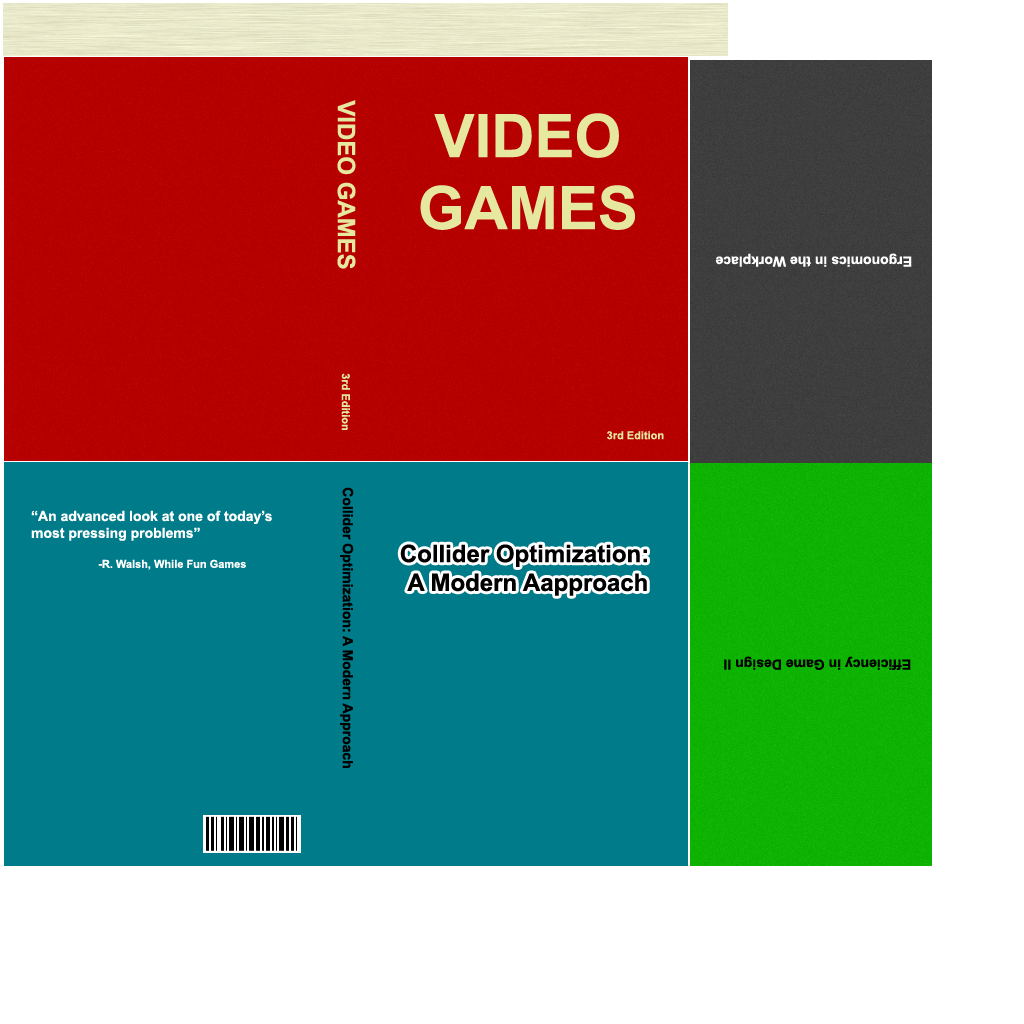 VIDEO GAMES
3rd Edition
VIDEO
GAMES
3rd Edition
Ergonomics in the Workplace
“An advanced look at one of today’s
most pressing problems”
-R. Walsh, While Fun Games
Collider Optimization: A Modern Approach
Collider Optimization:
A Modern Aapproach
Efficiency in Game Design II